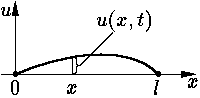 u
u(x, t)
0 x l x